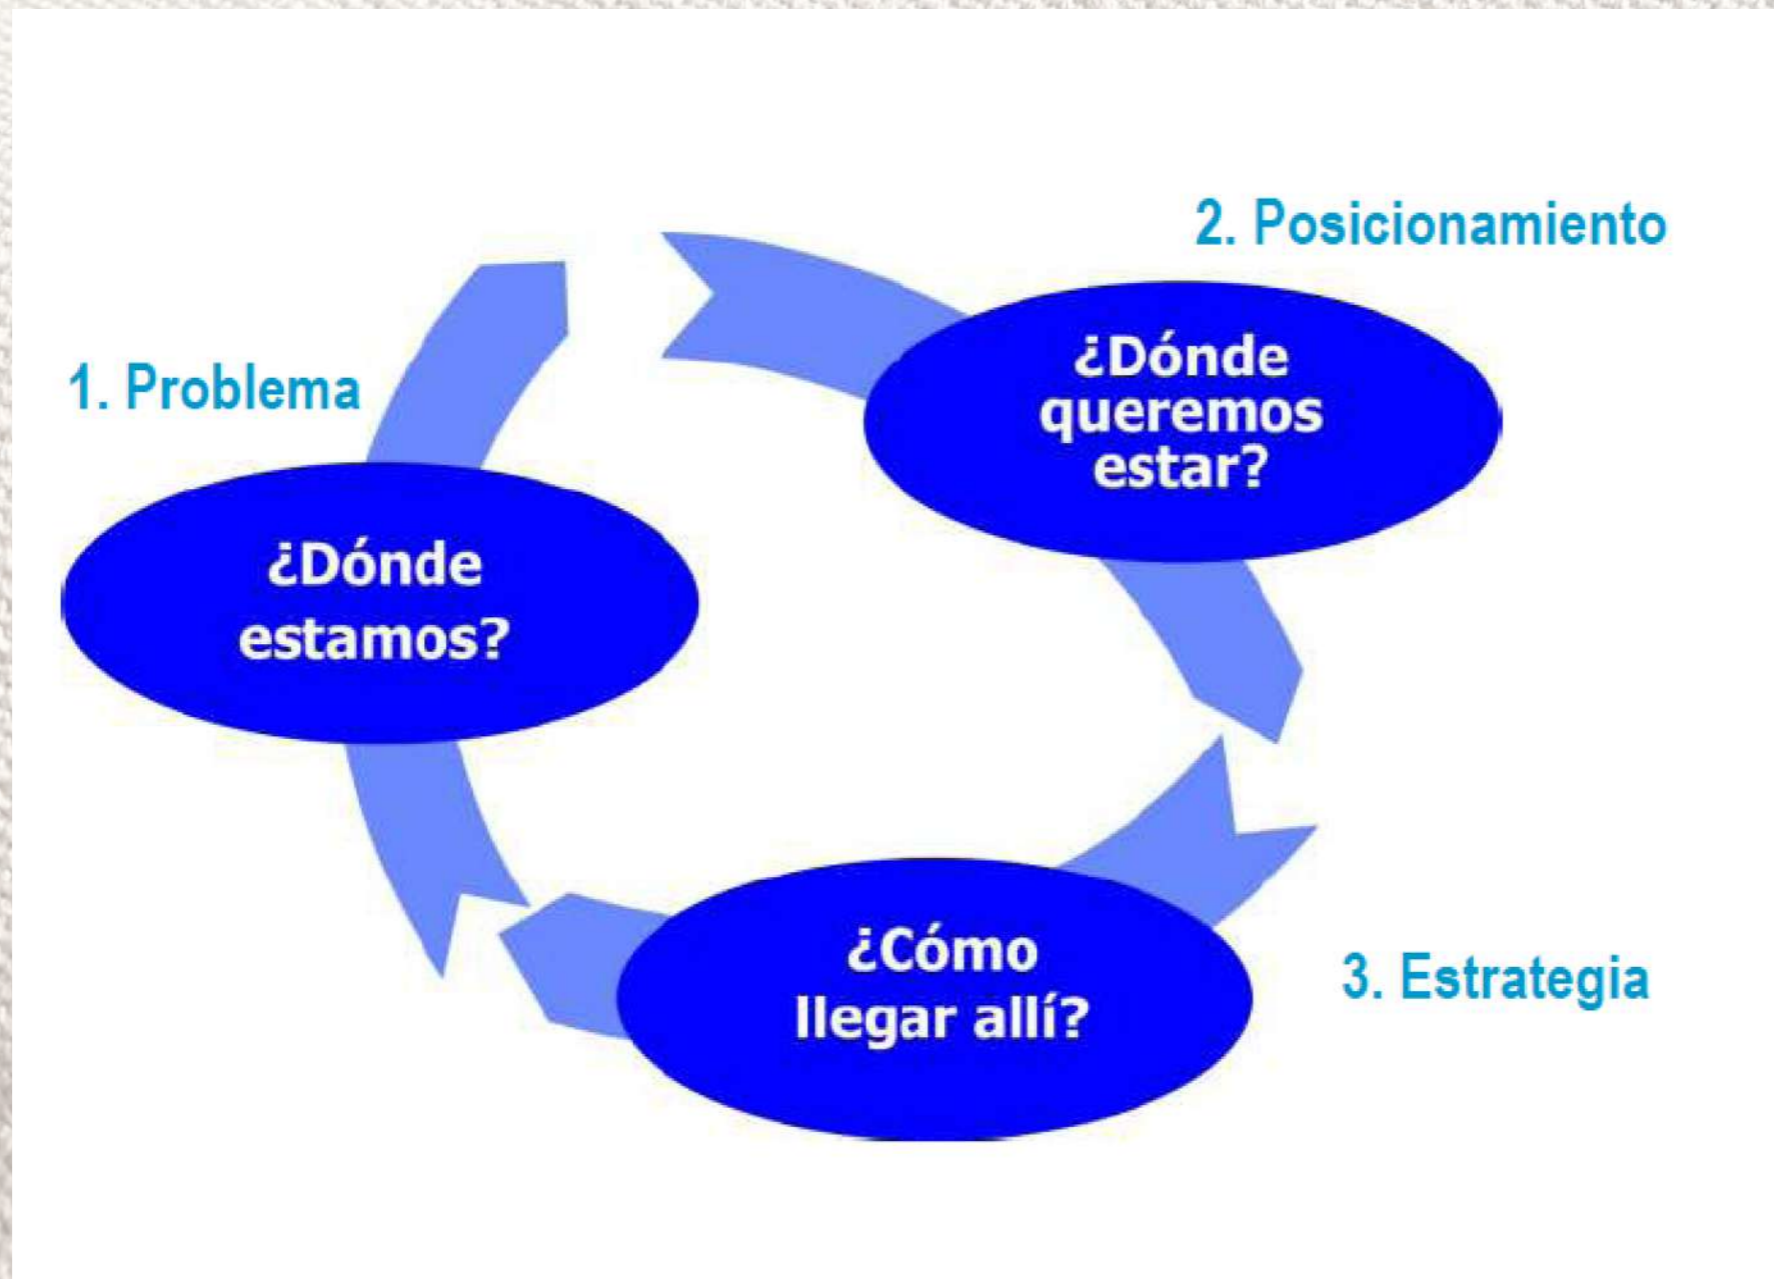 1. Problema
¿Dónde
estamos?
2. Posicionamiento
¿Dónde
queremos
estar?
3. Estrategia
¿Cómo
llegar allí?